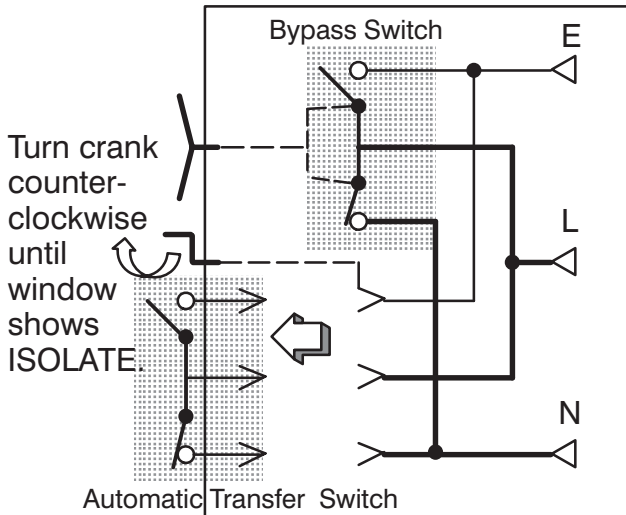 Bypass Switch
E
Turn crank
counter-
clockwise
until
window
shows
ISOLATE.
L
N
Automatic Transfer Switch